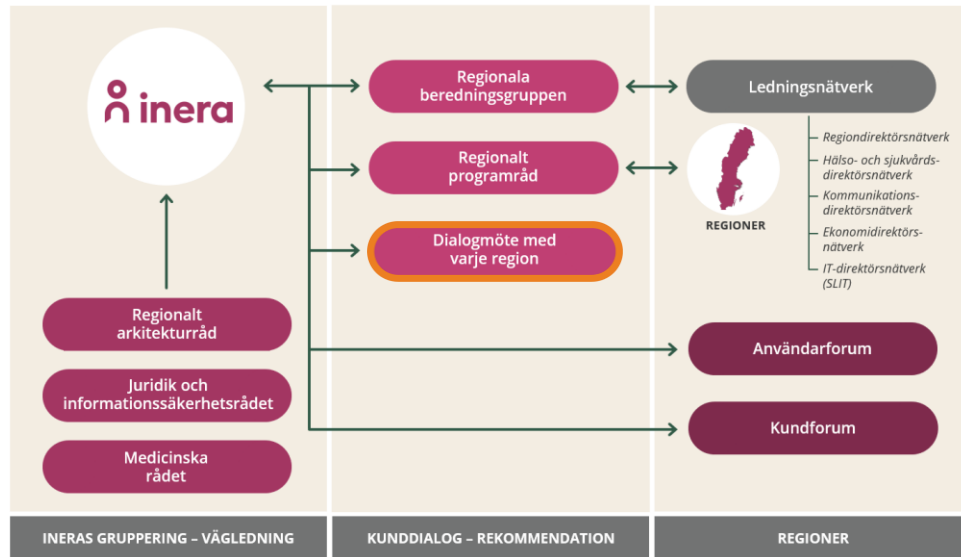 inera
Regionalt
arkitekturråd
Juridik och
informationssäkerhetsrådet
Medicinska
rådet
INERAS GRUPPERING – VÄGLEDNING
Regionala
beredningsgruppen
Regionalt
programråd
Dialogmöte med
varje region
KUNDDIALOG – REKOMMENDATION
Ledningsnätverk
Regiondirektörsnätverk
Hälso- och sjukvårds-
direktörsnätverk
Kommunikations-
direktörsnätverk
Ekonomidirektörs-
nätverk
IT-direktörsnätverk
(SLIT)
REGIONER
Användarforum
Kundforum
REGIONER